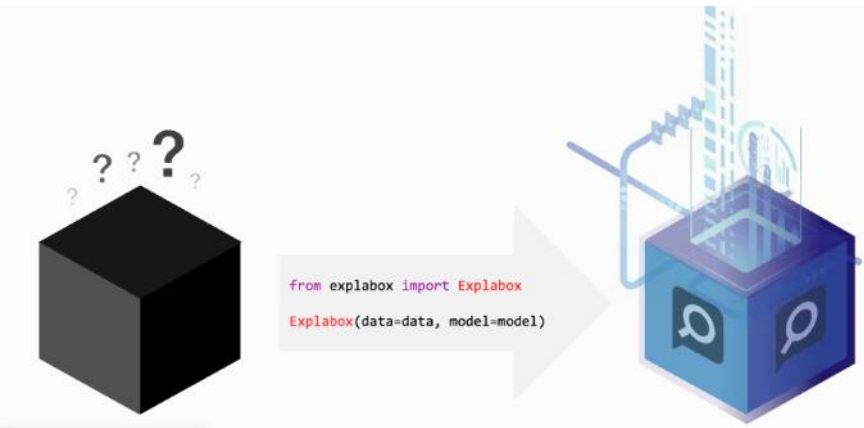 ? ? ? ? ?
from explabox import Explabox
Explabox(data=data, model=model)